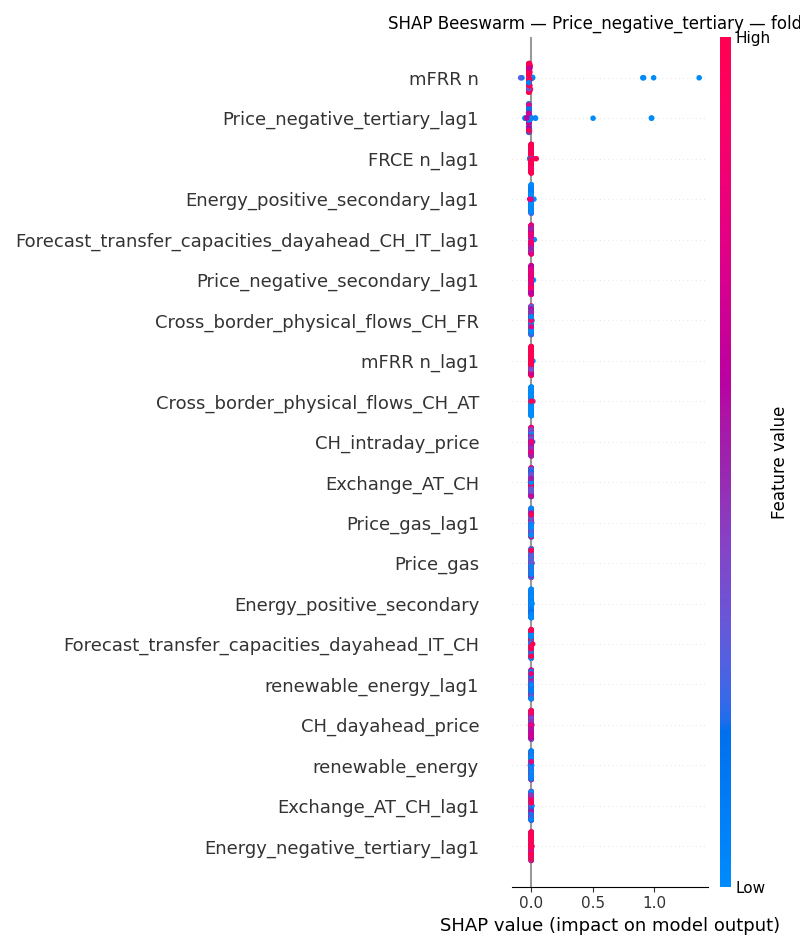 SHAP Beeswarm — Price_negative_tertiary — fold
High
mFRR n
Price_negative_tertiary_lag1
FRCE n_lag1
Energy_positive_secondary_lag1
Forecast_transfer_capacities_dayahead_CH_IT_lag1
Price_negative_secondary_lag1
Cross_border_physical_flows_CH_FR
mFRR n_lag1
Cross_border_physical_flows_CH_AT
CH_intraday_price
Exchange_AT_CH
Price_gas_lag1
Price_gas
Energy_positive_secondary
Forecast_transfer_capacities_dayahead_IT_CH
renewable_energy_lag1
CH_dayahead_price
renewable_energy
Exchange_AT_CH_lag1
Energy_negative_tertiary_lag1
Feature value
Low
0.0 0.5 1.0
SHAP value (impact on model output)